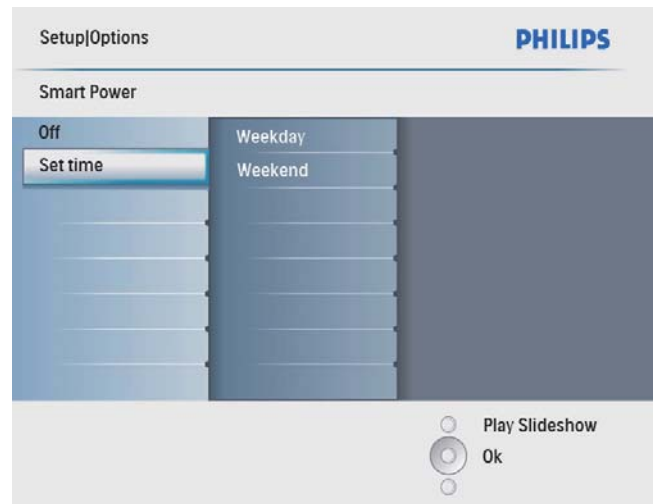 Setup|Options
PHILIPS
Smart Power
Off
Set time
Weekday
Weekend
Play Slideshow
Ok